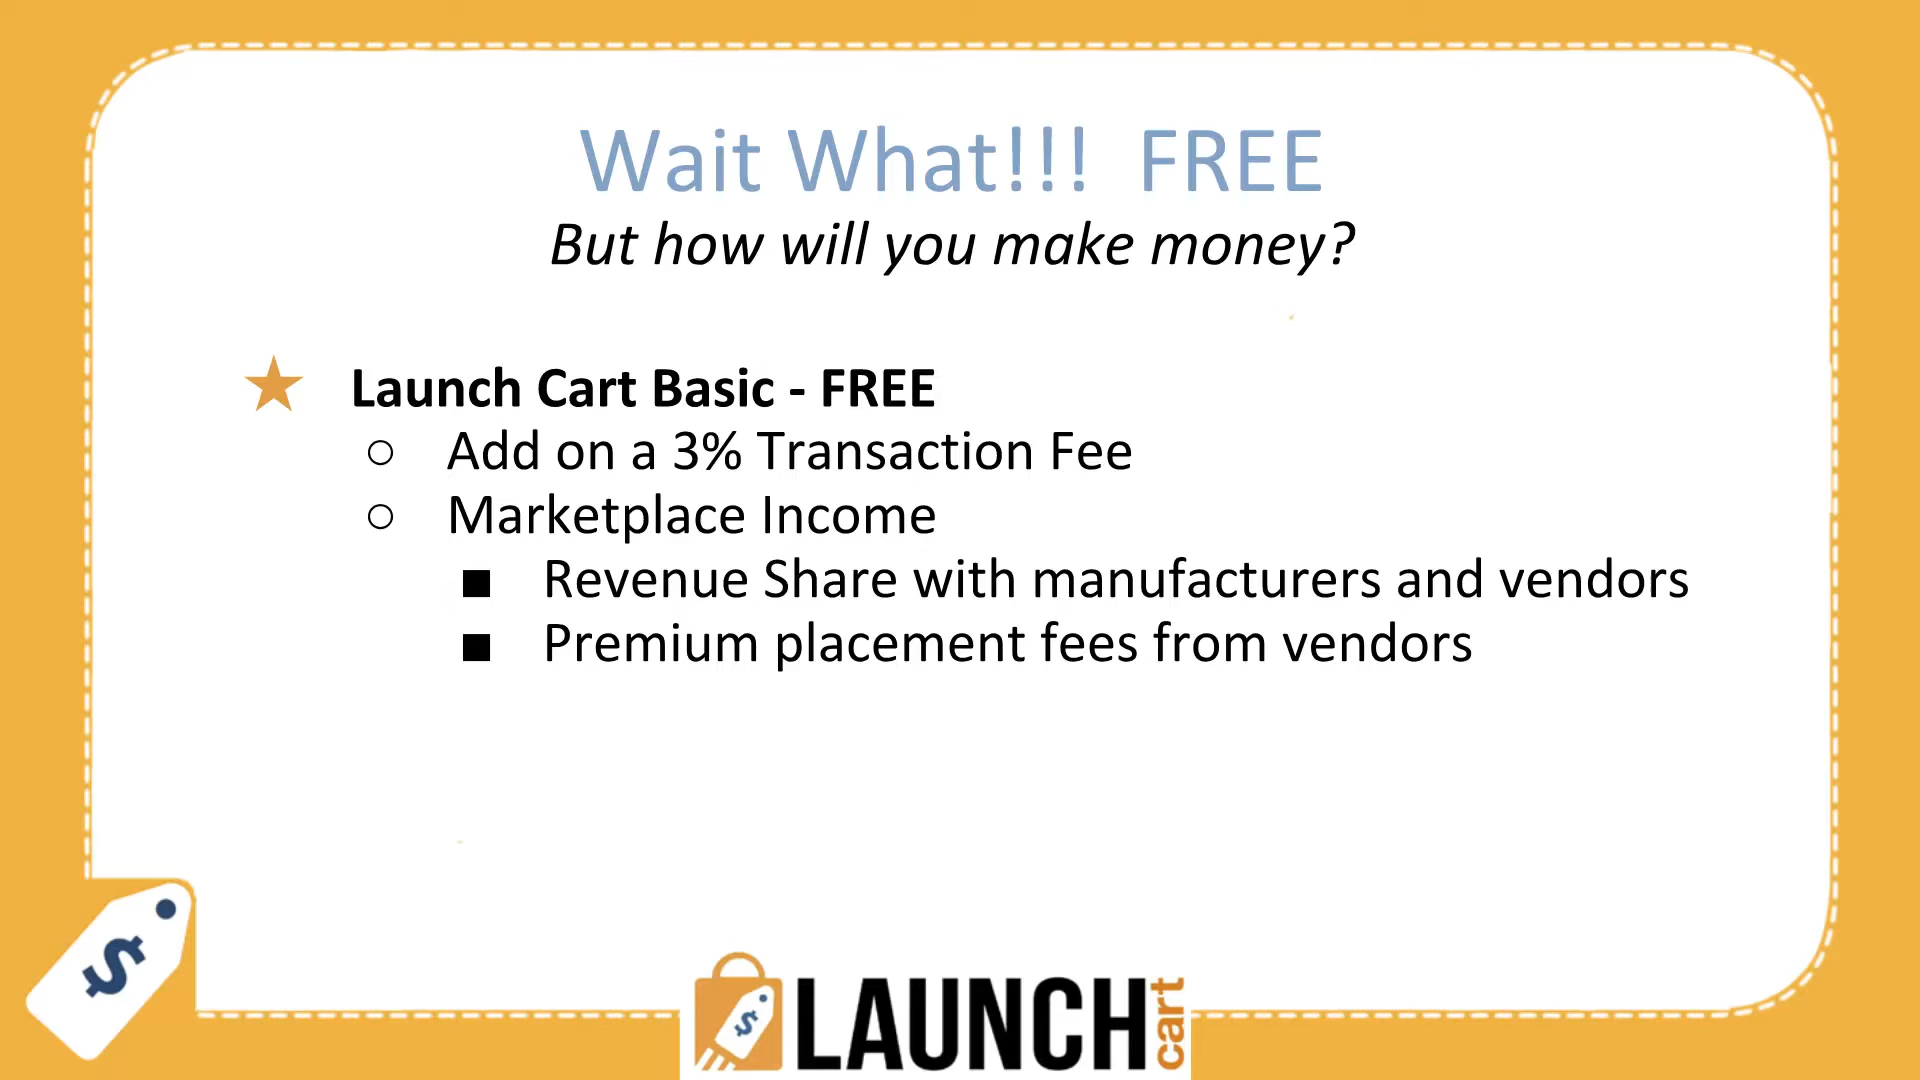 Wait What!!! FREE
But how will you make money?
★ Launch Cart Basic - FREE
○ Add on a 3% Transaction Fee
○ Marketplace Income
■ Revenue Share with manufacturers and vendors
■ Premium placement fees from vendors
$
$ LAUNCH cart